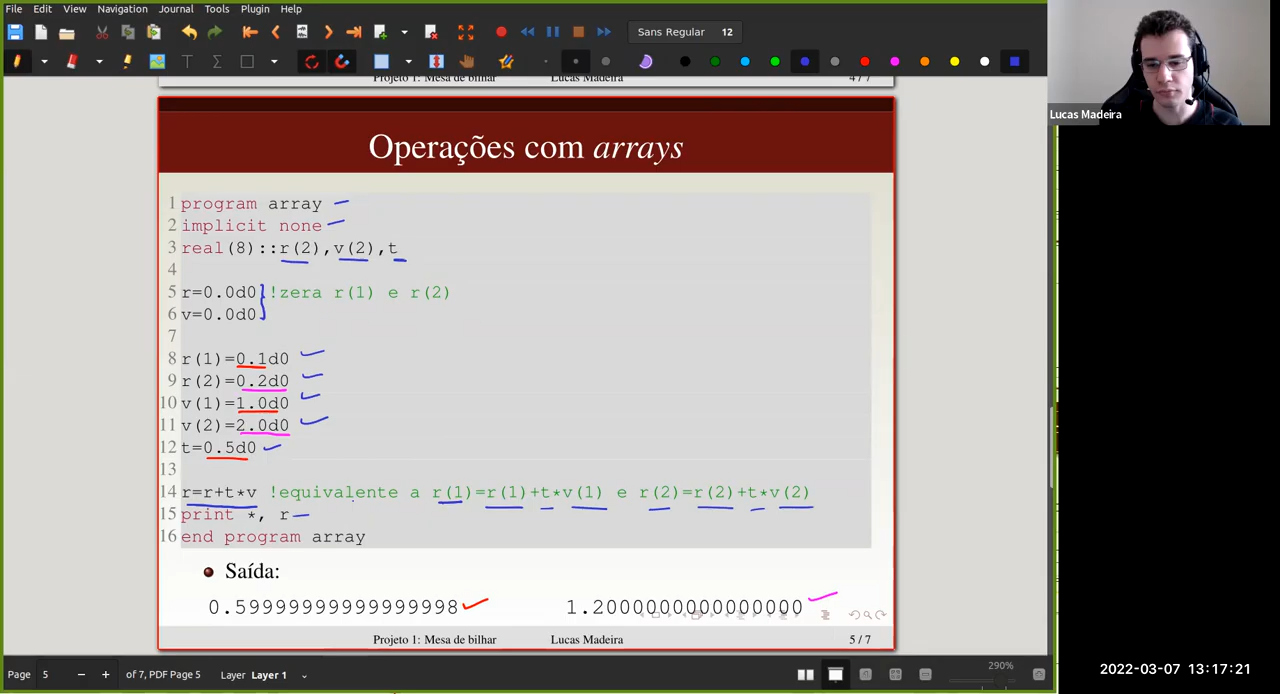 File Edit View Navigation Journal Tools Plugin Help
Sans Regular 12
Projeto 1: Mesa de bilhar Lucas Madeira 4 / 7
Lucas Madeira
Operações com arrays
1 program array
2 implicit none
3 real(8)::r(2),v(2),t
4
5 r=0.0d0 !zera r(1) e r(2)
6 v=0.0d0
7
8 r(1)=0.1d0
9 r(2)=0.2d0
10 v(1)=1.0d0
11 v(2)=2.0d0
12 t=0.5d0
13
14 r=r+t*v !equivalente a r(1)=r(1)+t*v(1) e r(2)=r(2)+t*v(2)
15 print *, r
16 end program array
Saída:
0.59999999999999998 1.2000000000000000
Projeto 1: Mesa de bilhar Lucas Madeira 5 / 7
Page 5 − + of 7, PDF Page 5 Layer Layer 1 290%
2022-03-07 13:17:21